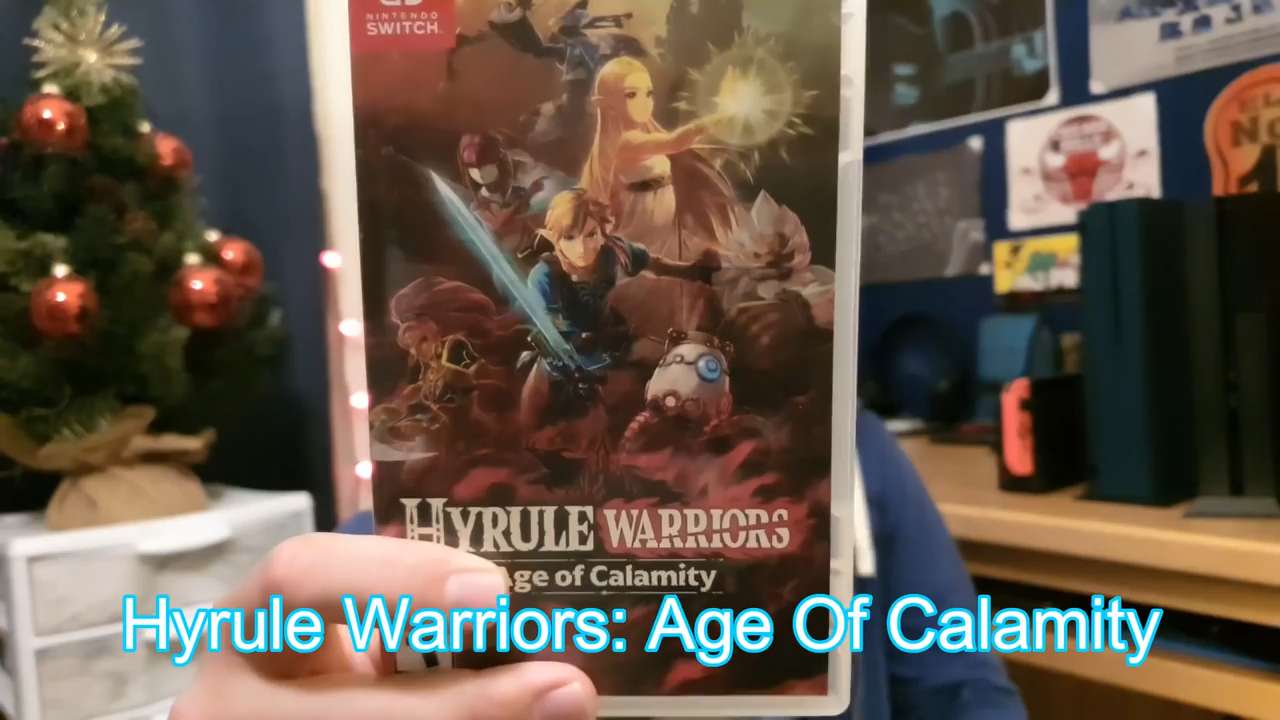 NINTENDO
SWITCH
HYRULE WARRIORS
Age of Calamity
Hyrule Warriors: Age Of Calamity